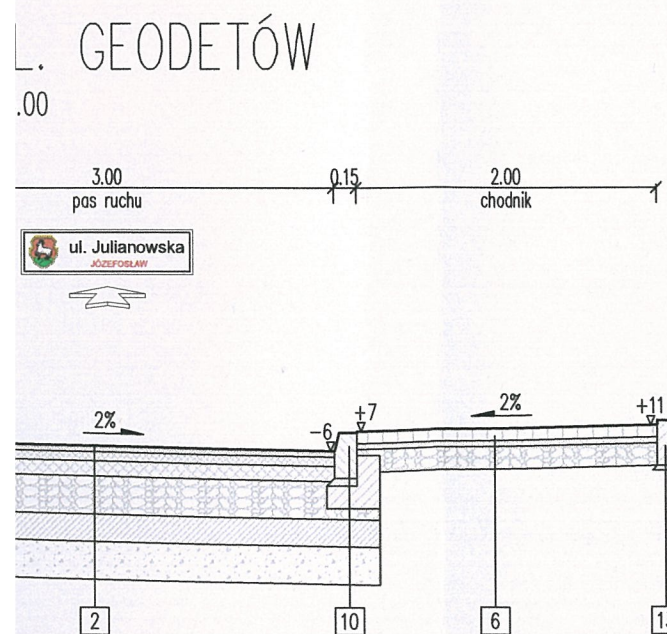 L. GEODETÓW
.00
3.00 0.15 2.00
pas ruchu chodnik
ul. Julianowska
JÓZEFOSŁAW
2% -6 +7 2% +11
2 10 6